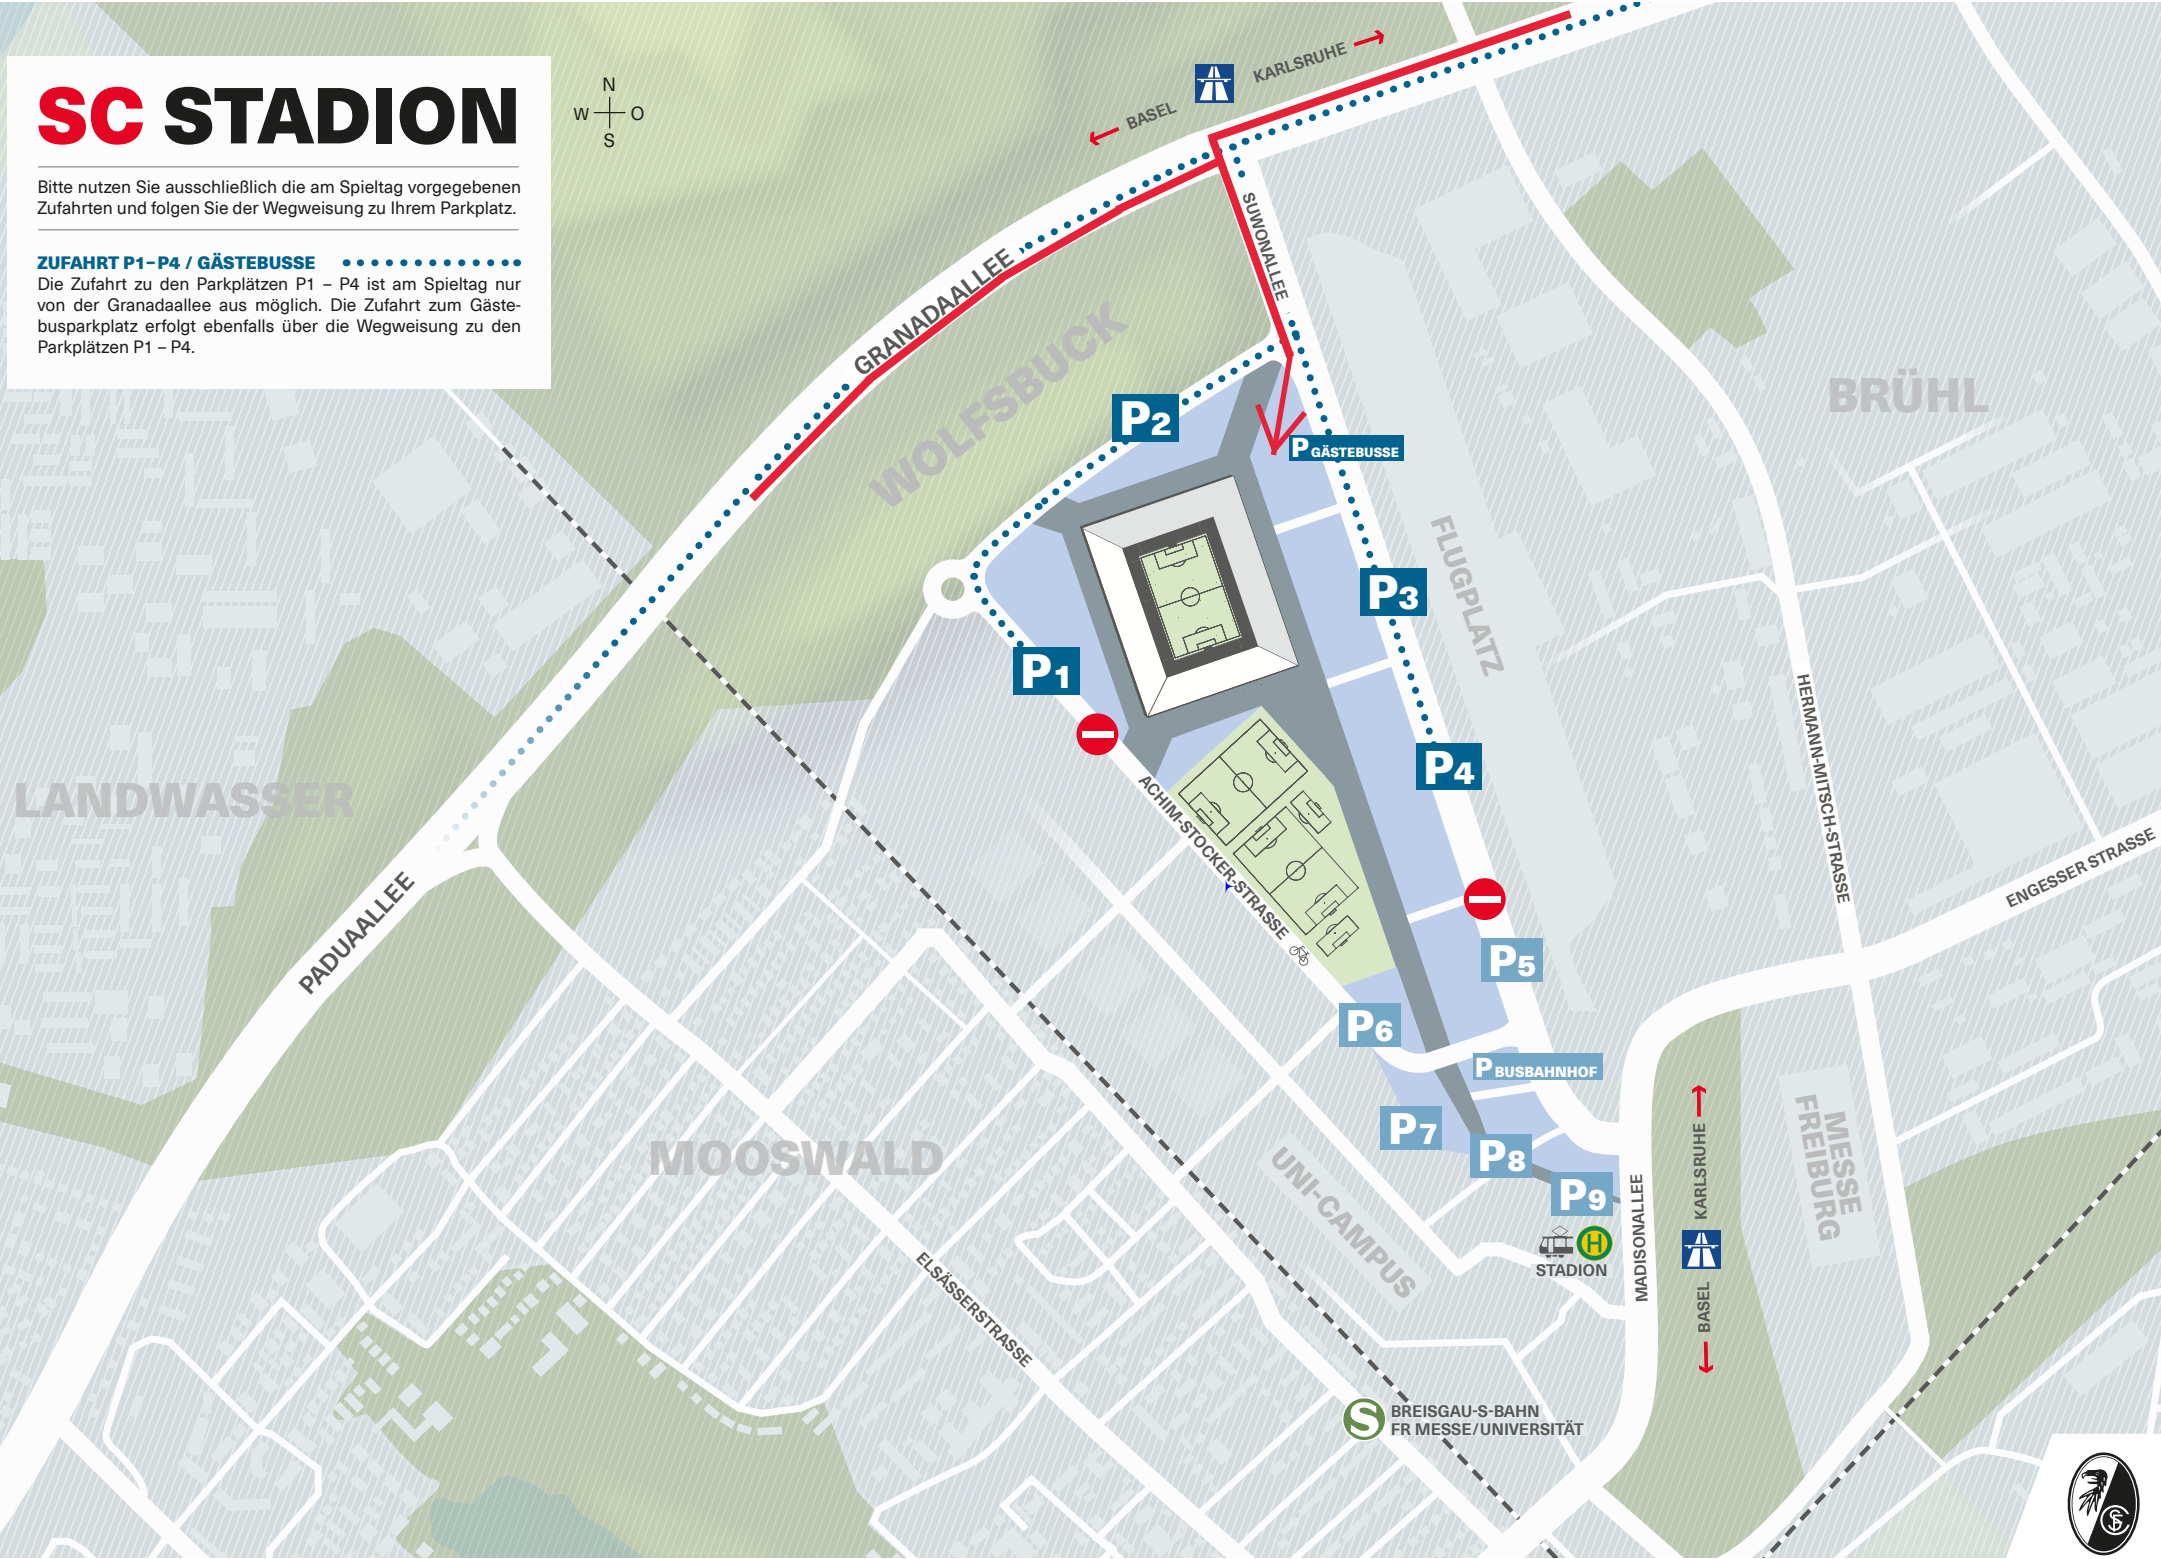 SC STADION
Bitte nutzen Sie ausschließlich die am Spieltag vorgegebenen
Zufahrten und folgen Sie der Wegweisung zu Ihrem Parkplatz.
ZUFAHRT P1–P4 / GÄSTEBUSSE
Die Zufahrt zu den Parkplätzen P1 – P4 ist am Spieltag nur
von der Granadaallee aus möglich. Die Zufahrt zum Gäste-
busparkplatz erfolgt ebenfalls über die Wegweisung zu den
Parkplätzen P1 – P4.
N
W
O
S
BASEL
KARLSRUHE
SUWONALLEE
GRANADAALLEE
WOLFSBUCK
P2
P GÄSTEBUSSE
BRÜHL
FLUGPLATZ
P3
P1
P4
HERMANN-MITSCH-STRASSE
LANDWASSER
ACHIM-STOCKER-STRASSE
ENGESSER STRASSE
PADUAALLEE
P5
P6
P BUSBAHNHOF
P7
P8
P9
MOOSWALD
UNI-CAMPUS
MESSE
FREIBURG
KARLSRUHE
BASEL
MADISONALLEE
H
STADION
ELSÄSSERSTRASSE
S
BREISGAU-S-BAHN
FR MESSE/UNIVERSITÄT
SC